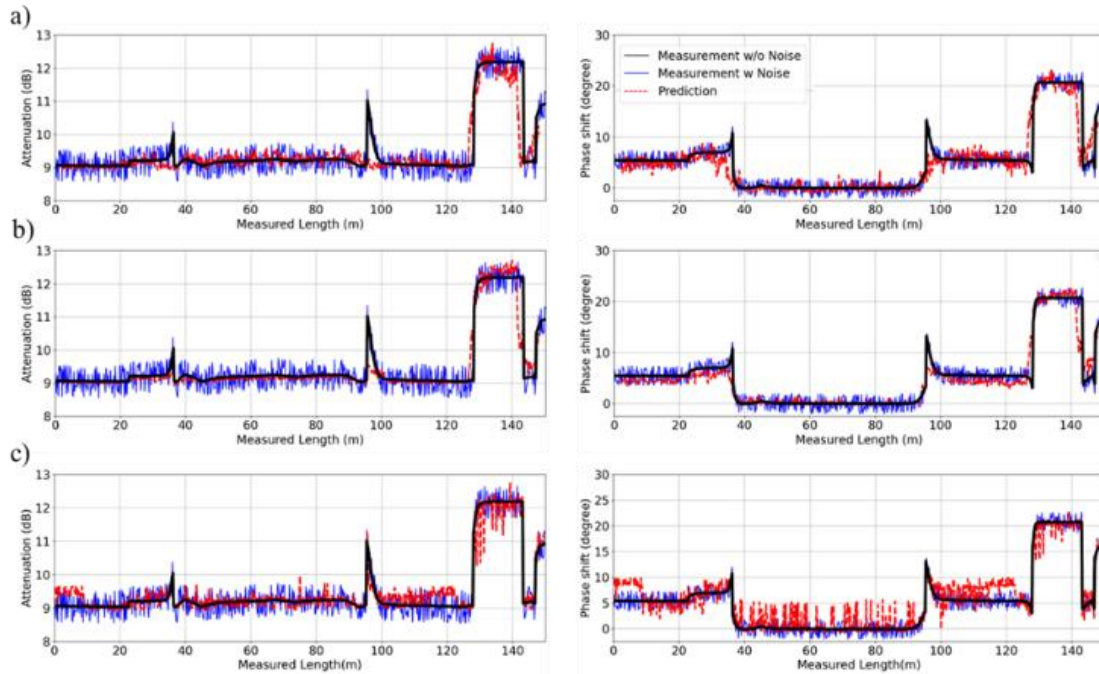 a)
13
12
11
10
9
8
Attenuation (dB)
0 20 40 60 80 100 120 140
Measured Length (m)
30
20
10
0
Phase shift (degree)
Measurement w/o Noise
Measurement w Noise
Prediction
0 20 40 60 80 100 120 140
Measured Length(m)
b)
13
12
11
10
9
8
Attenuation (dB)
0 20 40 60 80 100 120 140
Measured Length (m)
30
20
10
0
Phase shift (degree)
0 20 40 60 80 100 120 140
Measured Length (m)
c)
13
12
11
10
9
8
Attenuation (dB)
0 20 40 60 80 100 120 140
Measured Length(m)
30
25
20
15
10
5
0
Phase shift (degree)
0 20 40 60 80 100 120 140
Measured Length(m)